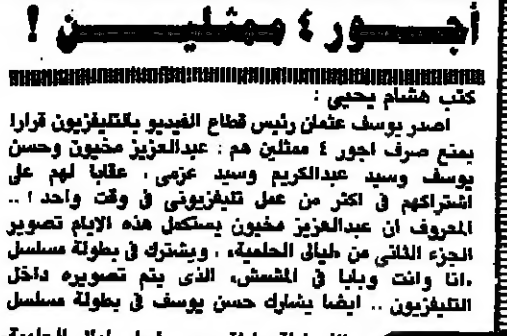 أجـــور ٤ ممثليـــن !
كتب هشام يحيى :
اصدر يوسف عثمان رئيس قطاع الفيديو بالتليفزيون قرارا
بمنع صرف اجور ٤ ممثلين هم : عبدالعزيز مخيون وحسن
يوسف وسيد عبدالكريم وسيد عزمى ، عقابا لهم على
اشتراكهم فى اكثر من عمل تليفزيونى فى وقت واحد ! ..
المعروف ان عبدالعزيز مخيون يستكمل هذه الايام تصوير
الجزء الثانى من «ليالى الحلمية» ، ويشترك فى بطولة مسلسل
«انا وانت وبابا فى المشمش» الذى يتم تصويره داخل
التليفزيون .. ايضا يشارك حسن يوسف فى بطولة مسلسل